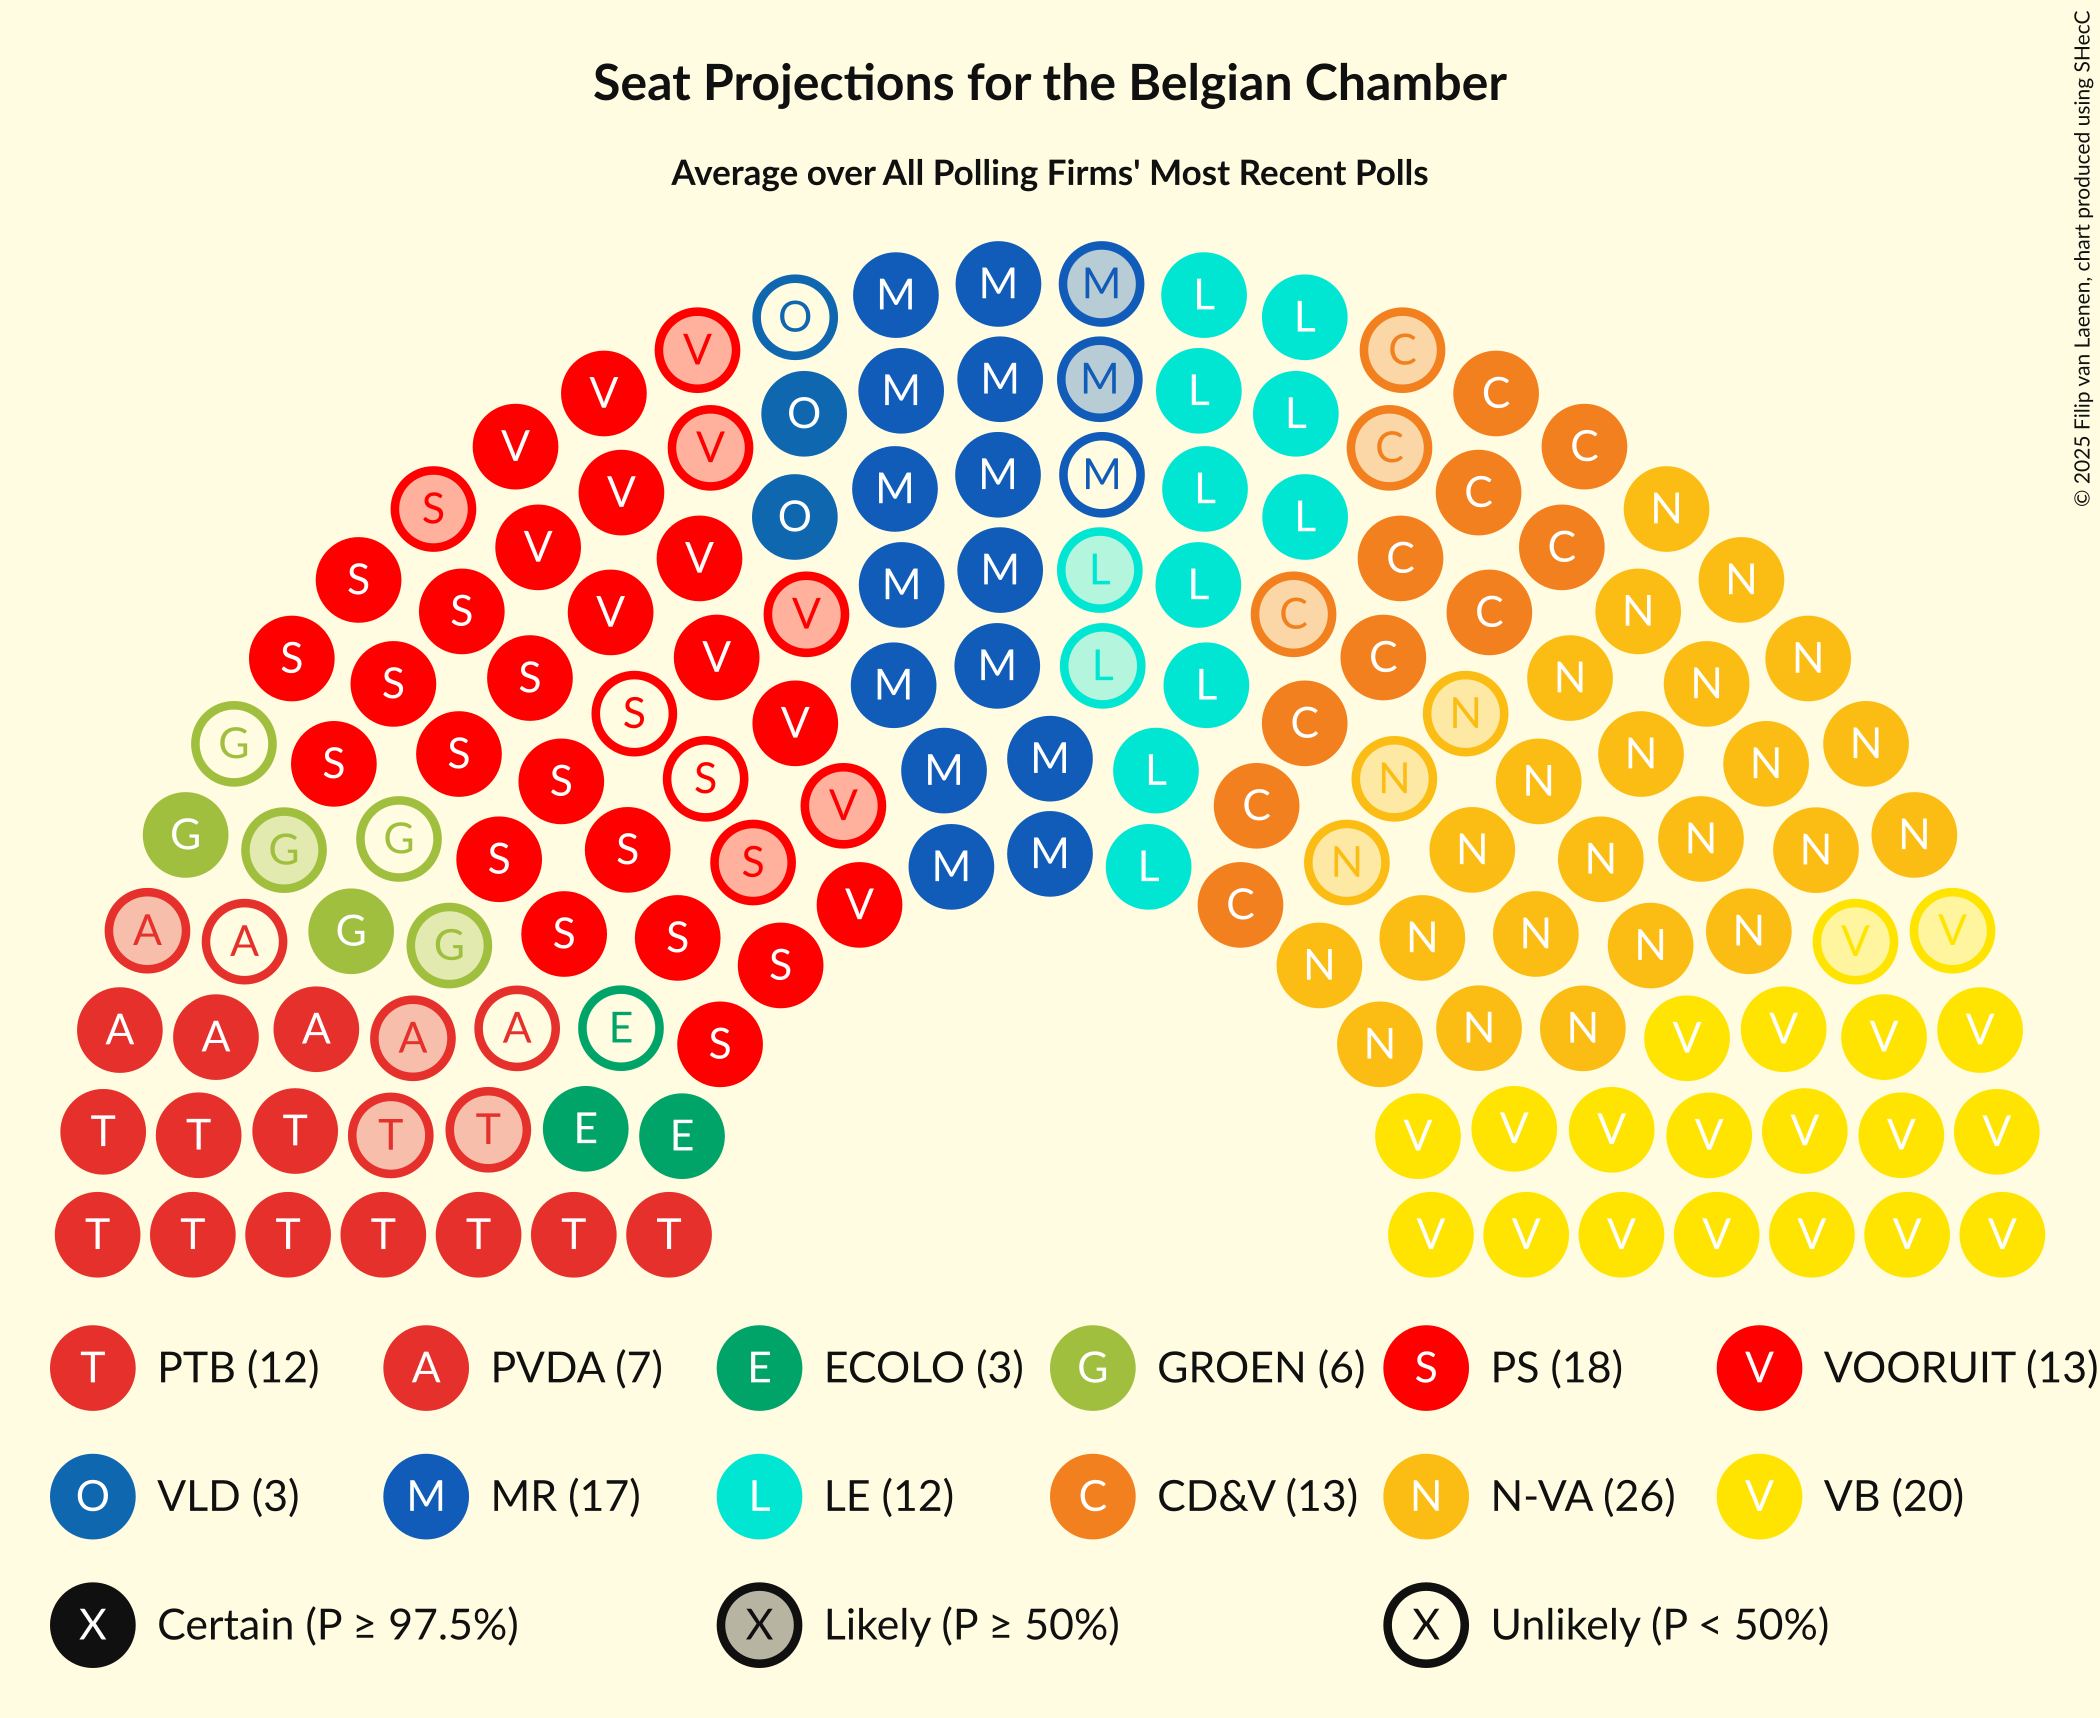 © 2025 Filip van Laenen, chart produced using SHecC
Seat Projections for the Belgian Chamber
Average over All Polling Firms' Most Recent Polls
O M M M L L
V C
V O M M M L L C
V V C C
S V O M M M L L C N
S V V M M L L C C N
S V V C C N
S S S V M M L L C N N N
G S V C N N
S S S S M M L N N N N
V C
G G G S S S M M L N N N N N N
A A G G S S S V C N N N N N V V
A A A A A E S N N N V V V V
T T T T T E E V V V V V V V
T T T T T T T V V V V V V V
T PTB (12) A PVDA (7) E ECOLO (3) G GROEN (6) S PS (18) V VOORUIT (13)
O VLD (3) M MR (17) L LE (12) C CD&V (13) N N-VA (26) V VB (20)
X Certain (P ≥ 97.5%) X Likely (P ≥ 50%) X Unlikely (P < 50%)